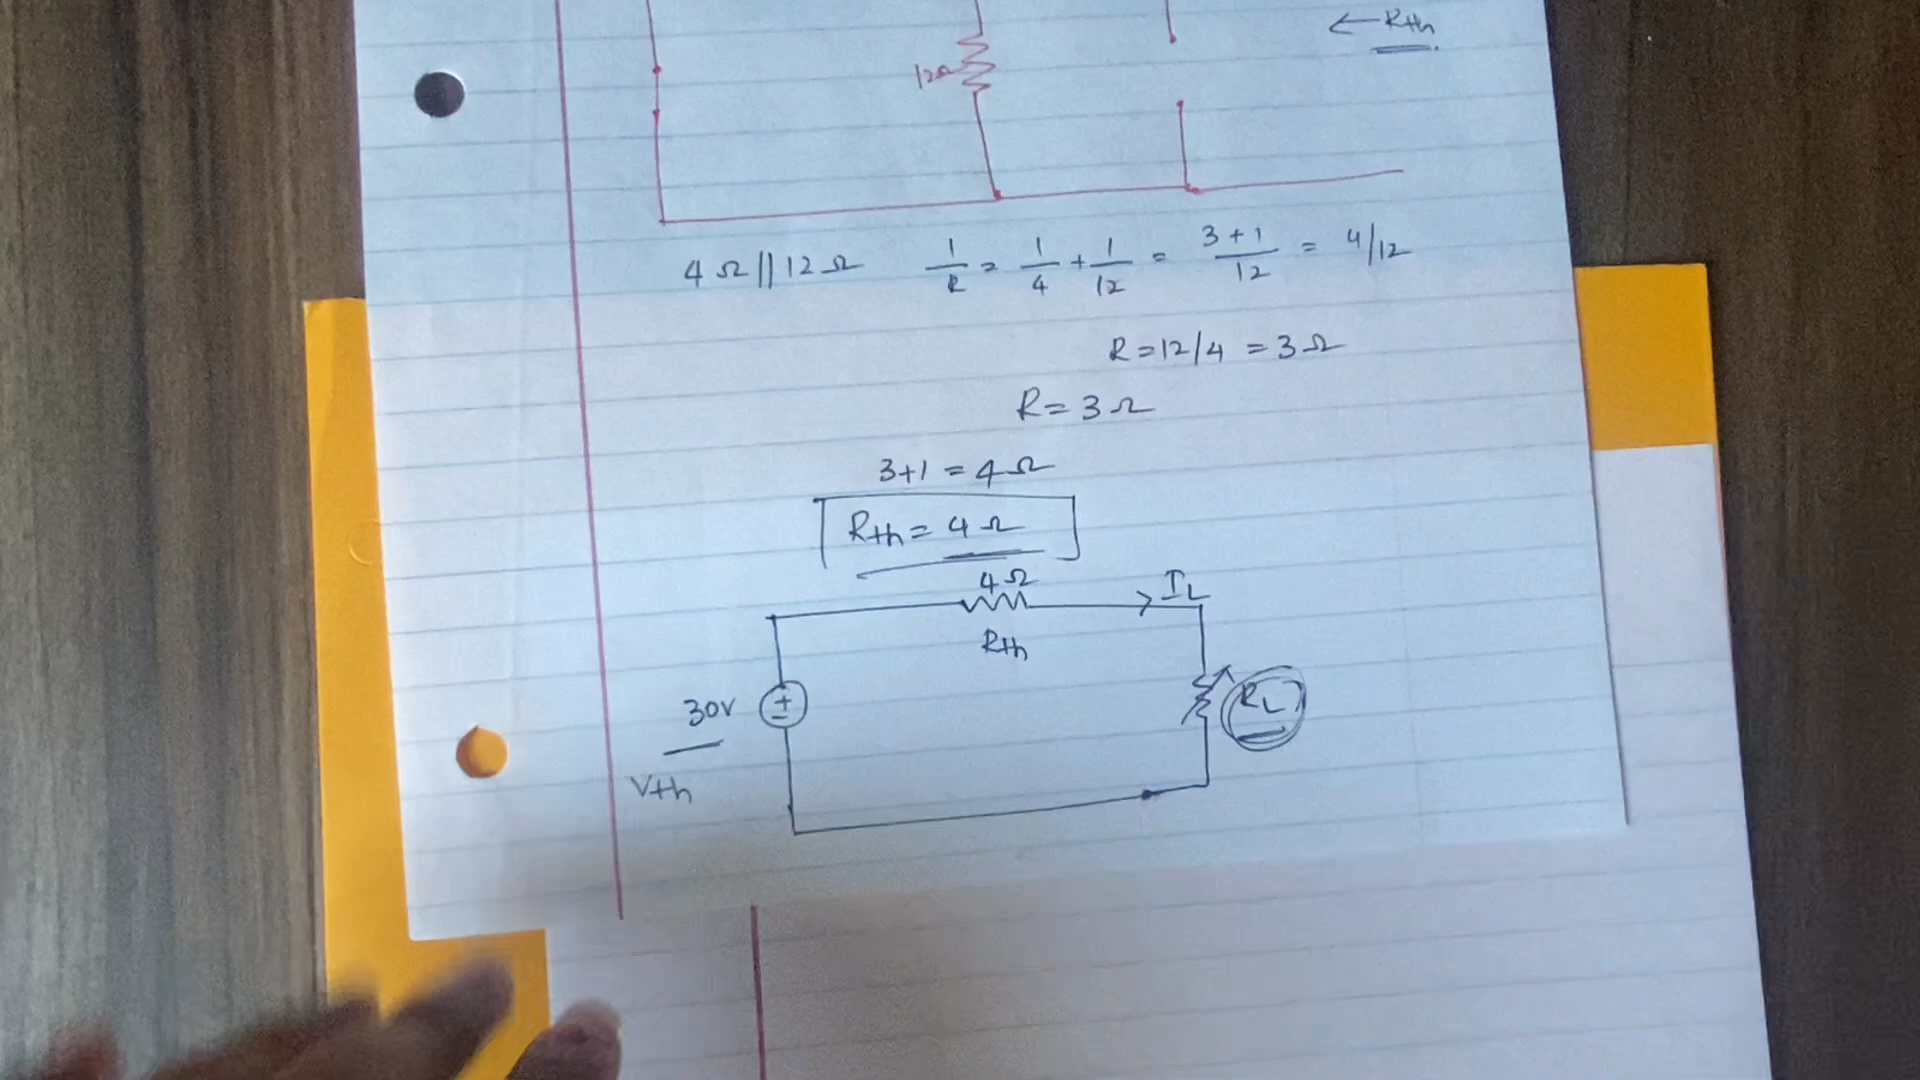 ← Rth
12Ω
4Ω || 12Ω 1/R = 1/4 + 1/12 = 3+1/12 = 4/12
R = 12/4 = 3Ω
R = 3Ω
3+1 = 4Ω
Rth = 4Ω
4Ω
IL
Rth
30V
+
−
RL
Vth